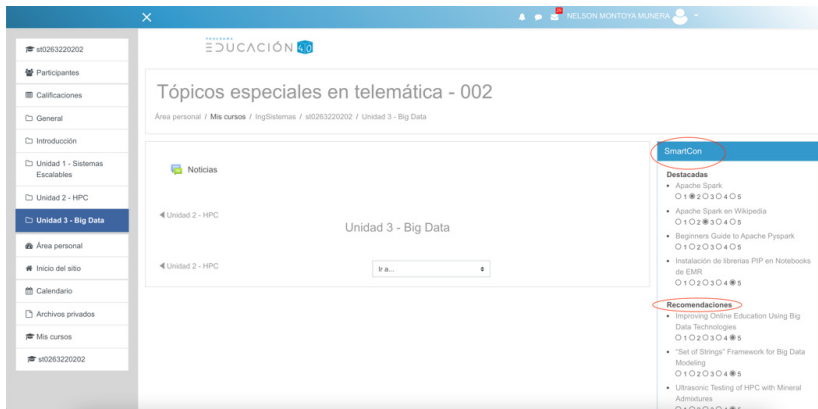 NELSON MONTOYA MUNERA
PROGRAMA
EDUCACIÓN 4.0
st0263220202
Participantes
Calificaciones
General
Introducción
Unidad 1 - Sistemas
Escalables
Unidad 2 - HPC
Unidad 3 - Big Data
Área personal
Inicio del sitio
Calendario
Archivos privados
Mis cursos
st0263220202
Tópicos especiales en telemática - 002
Área personal / Mis cursos / IngSistemas / st0263220202 / Unidad 3 - Big Data
Noticias
Unidad 2 - HPC
Unidad 3 - Big Data
Unidad 2 - HPC
Ir a...
SmartCon
Destacadas
Apache Spark
1 2 3 4 5
Apache Spark en Wikipedia
1 2 3 4 5
Beginners Guide to Apache Pyspark
1 2 3 4 5
Instalación de librerias PIP en Notebooks
de EMR
1 2 3 4 5
Recomendaciones
Improving Online Education Using Big
Data Technologies
1 2 3 4 5
"Set of Strings" Framework for Big Data
Modeling
1 2 3 4 5
Ultrasonic Testing of HPC with Mineral
Admixtures
1 2 3 4 5